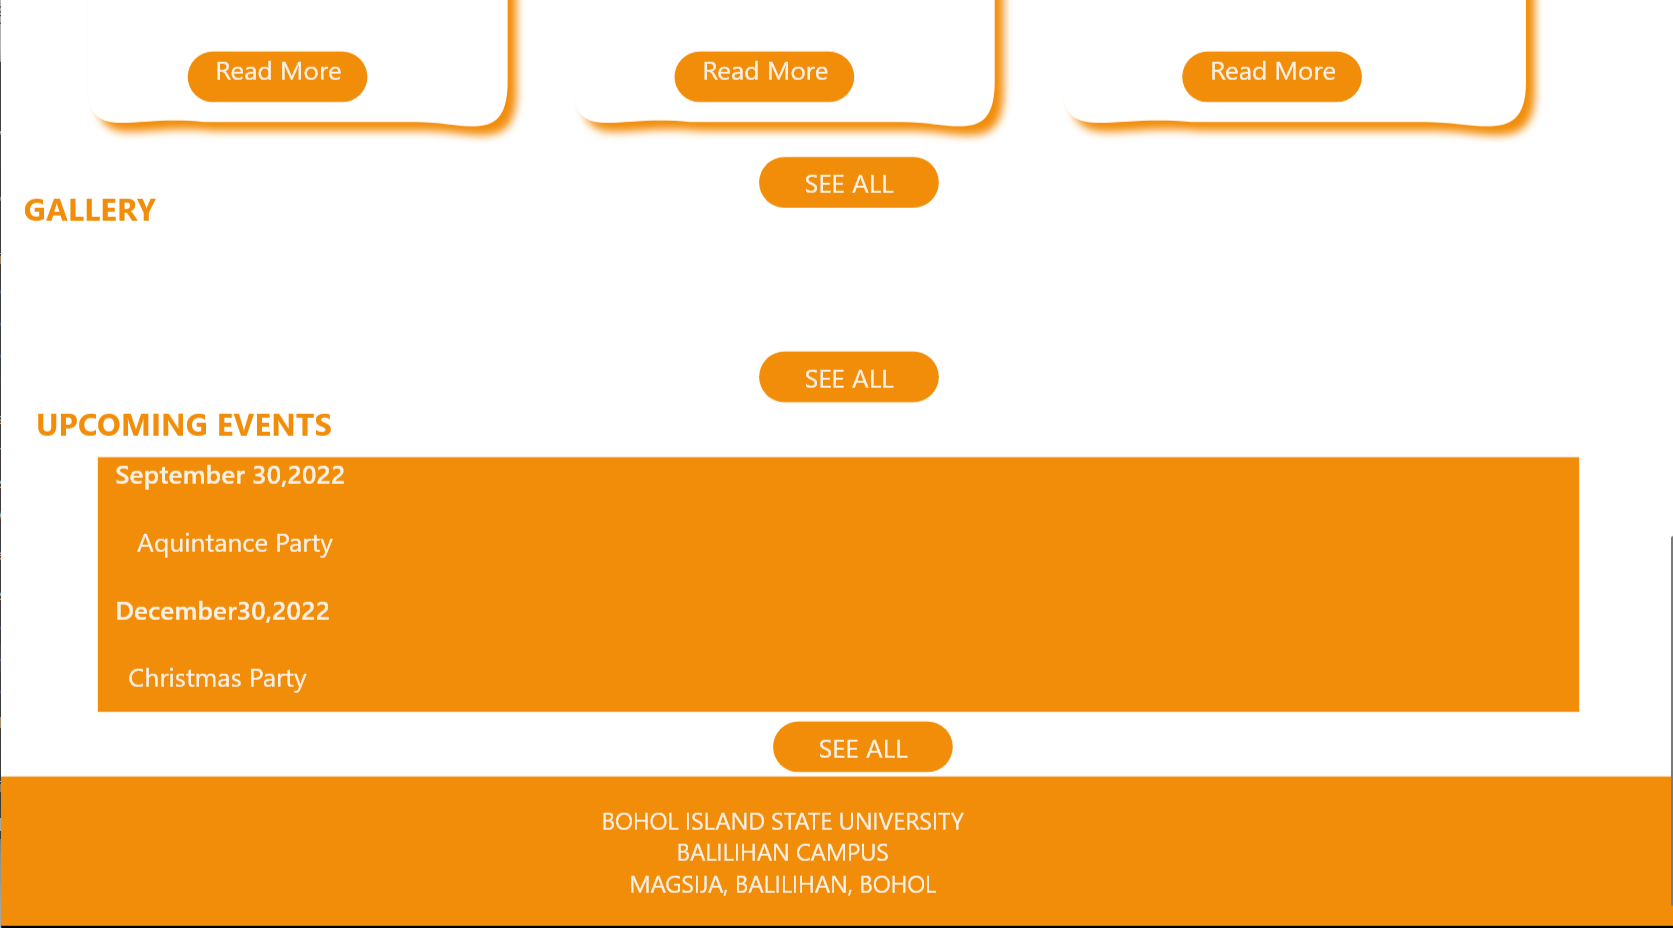 Read More
Read More
Read More
SEE ALL
GALLERY
SEE ALL
UPCOMING EVENTS
September 30,2022
Aquintance Party
December30,2022
Christmas Party
SEE ALL
BOHOL ISLAND STATE UNIVERSITY
BALILIHAN CAMPUS
MAGSIJA, BALILIHAN, BOHOL